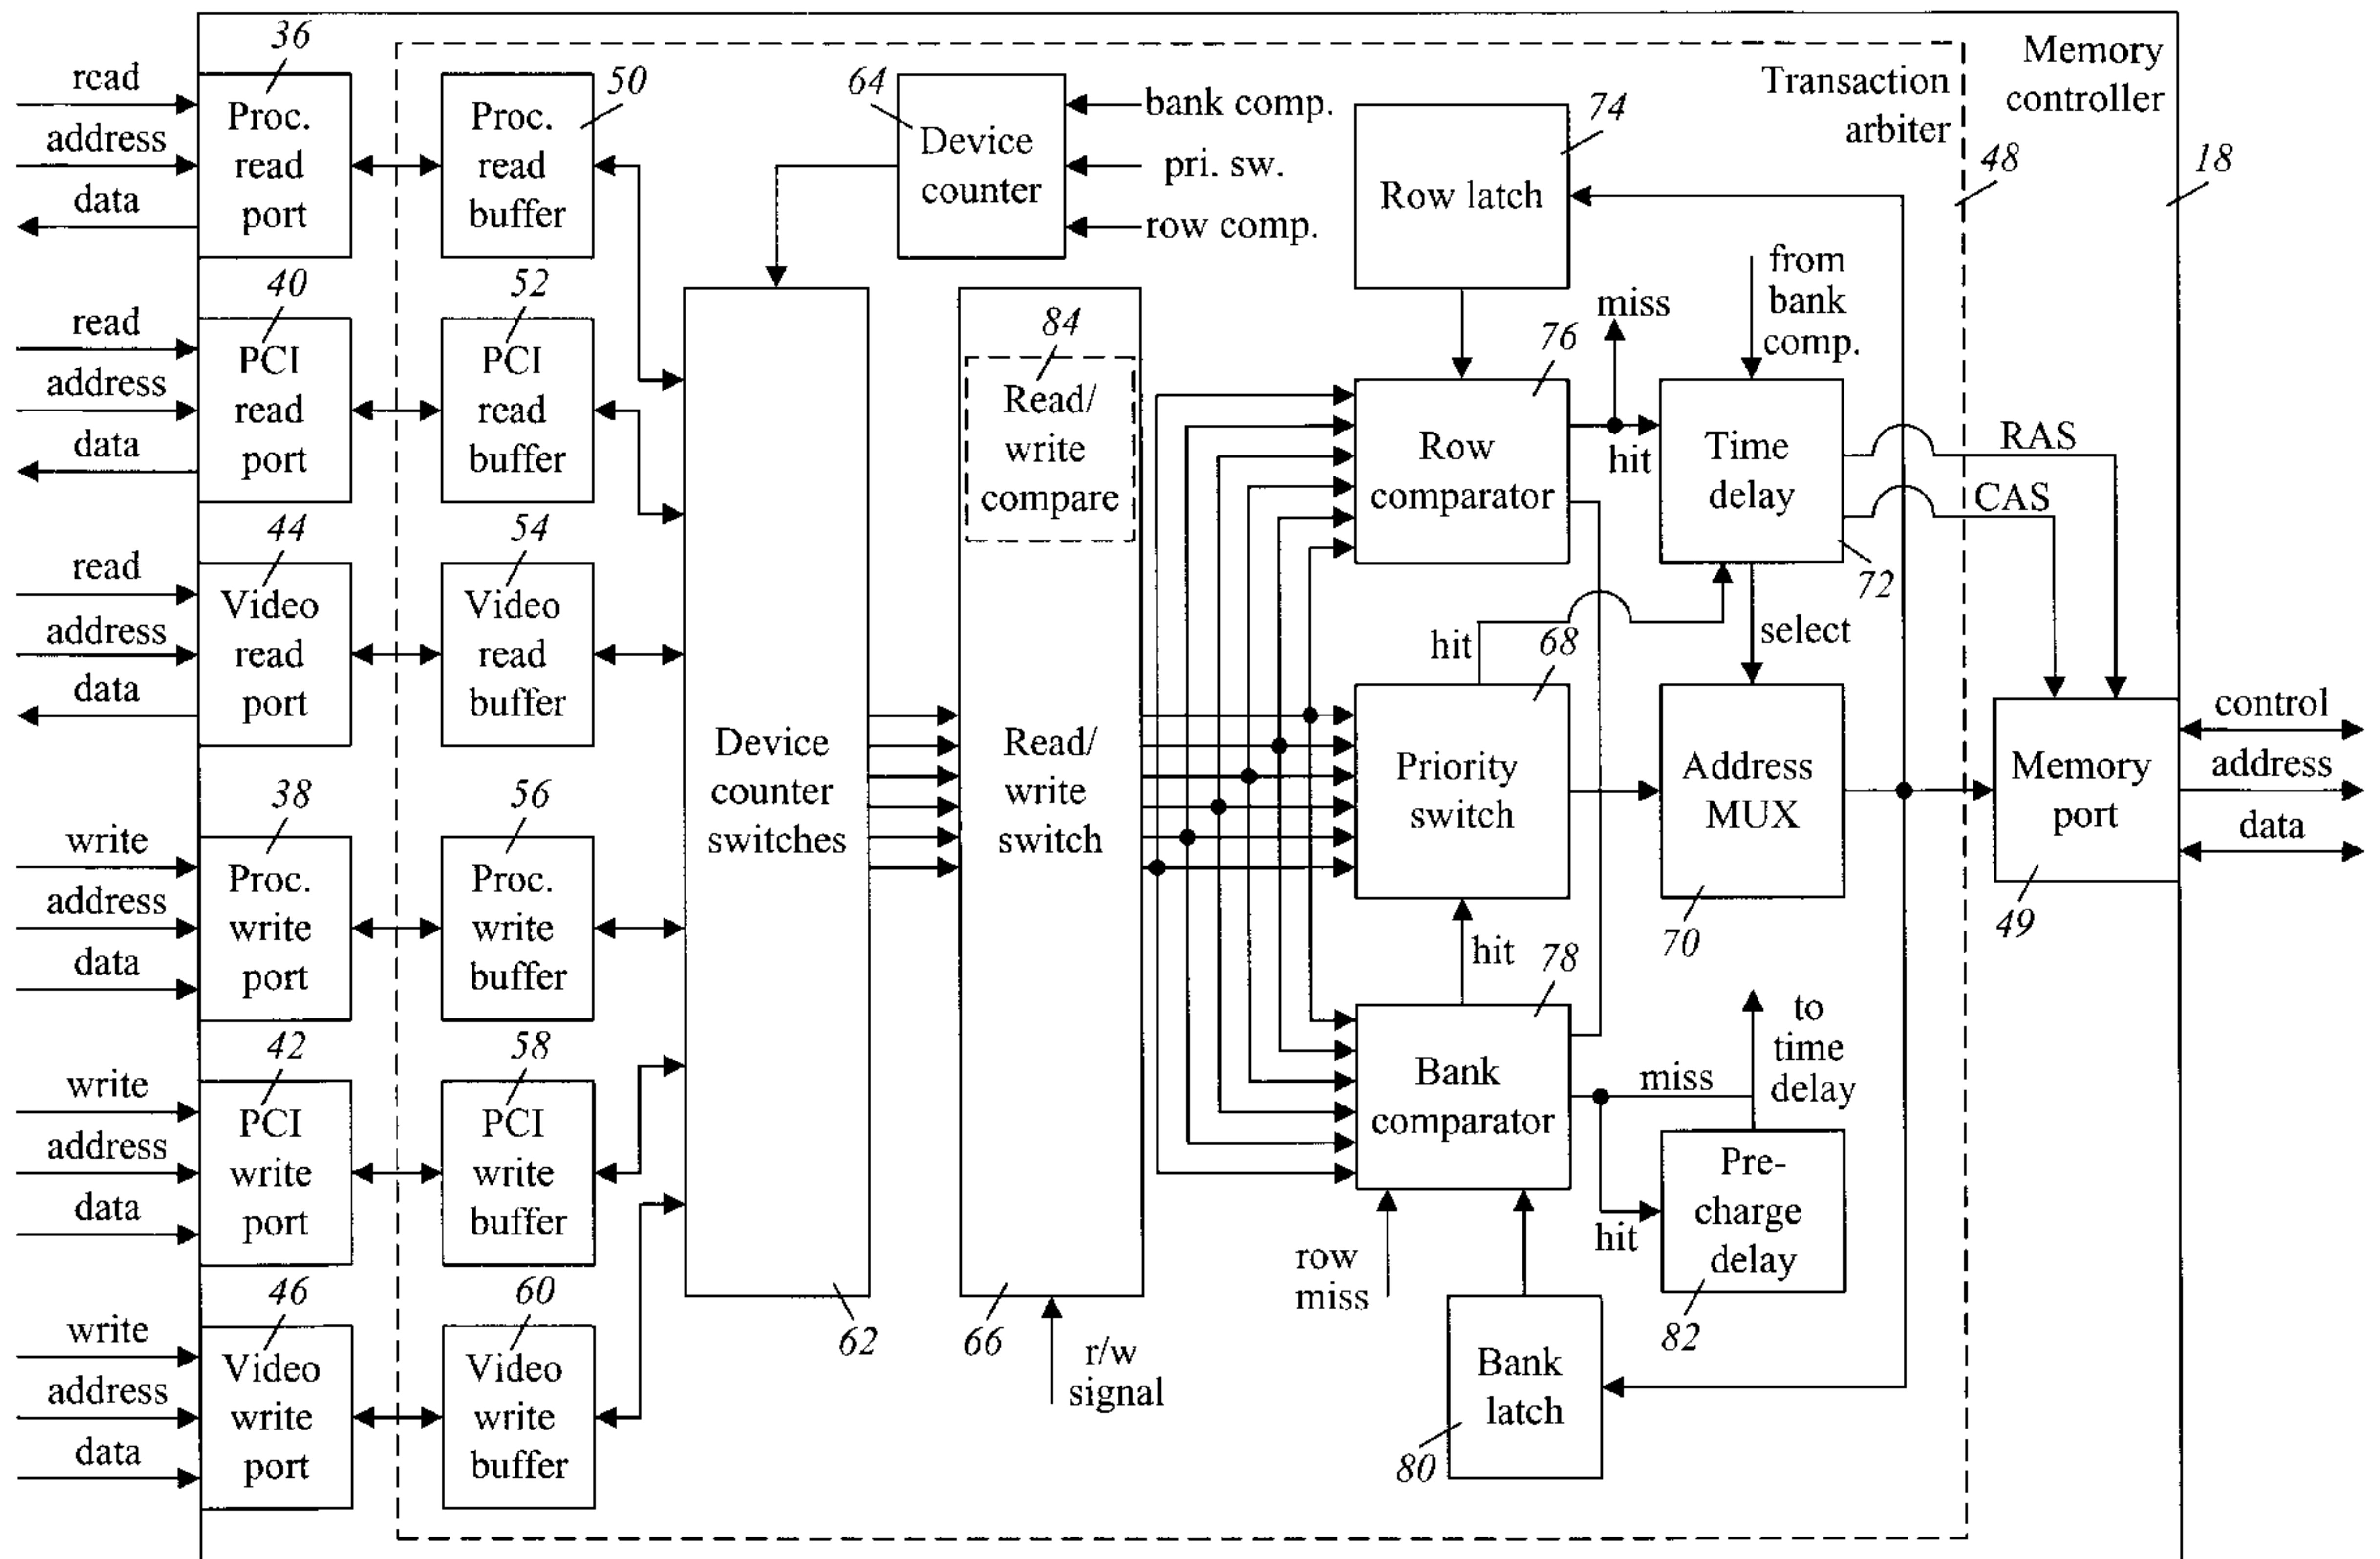 36
read
address
data
Proc.
read
port
50
Proc.
read
buffer
64
Device
counter
bank comp.
pri. sw.
row comp.
Transaction
arbiter
48
Memory
controller
18
74
Row latch
40
read
address
data
PCI
read
port
52
PCI
read
buffer
84
Read/
write
compare
miss
from
bank
comp.
76
Row
comparator
hit
Time
delay
72
RAS
CAS
44
read
address
data
Video
read
port
54
Video
read
buffer
Device
counter
switches
62
Read/
write
switch
66
r/w
signal
hit
68
Priority
switch
select
Address
MUX
70
Memory
port
49
control
address
data
38
write
address
data
Proc.
write
port
56
Proc.
write
buffer
hit
78
Bank
comparator
miss
to
time
delay
hit
Pre-
charge
delay
82
row
miss
Bank
latch
80
42
write
address
data
PCI
write
port
58
PCI
write
buffer
46
write
address
data
Video
write
port
60
Video
write
buffer